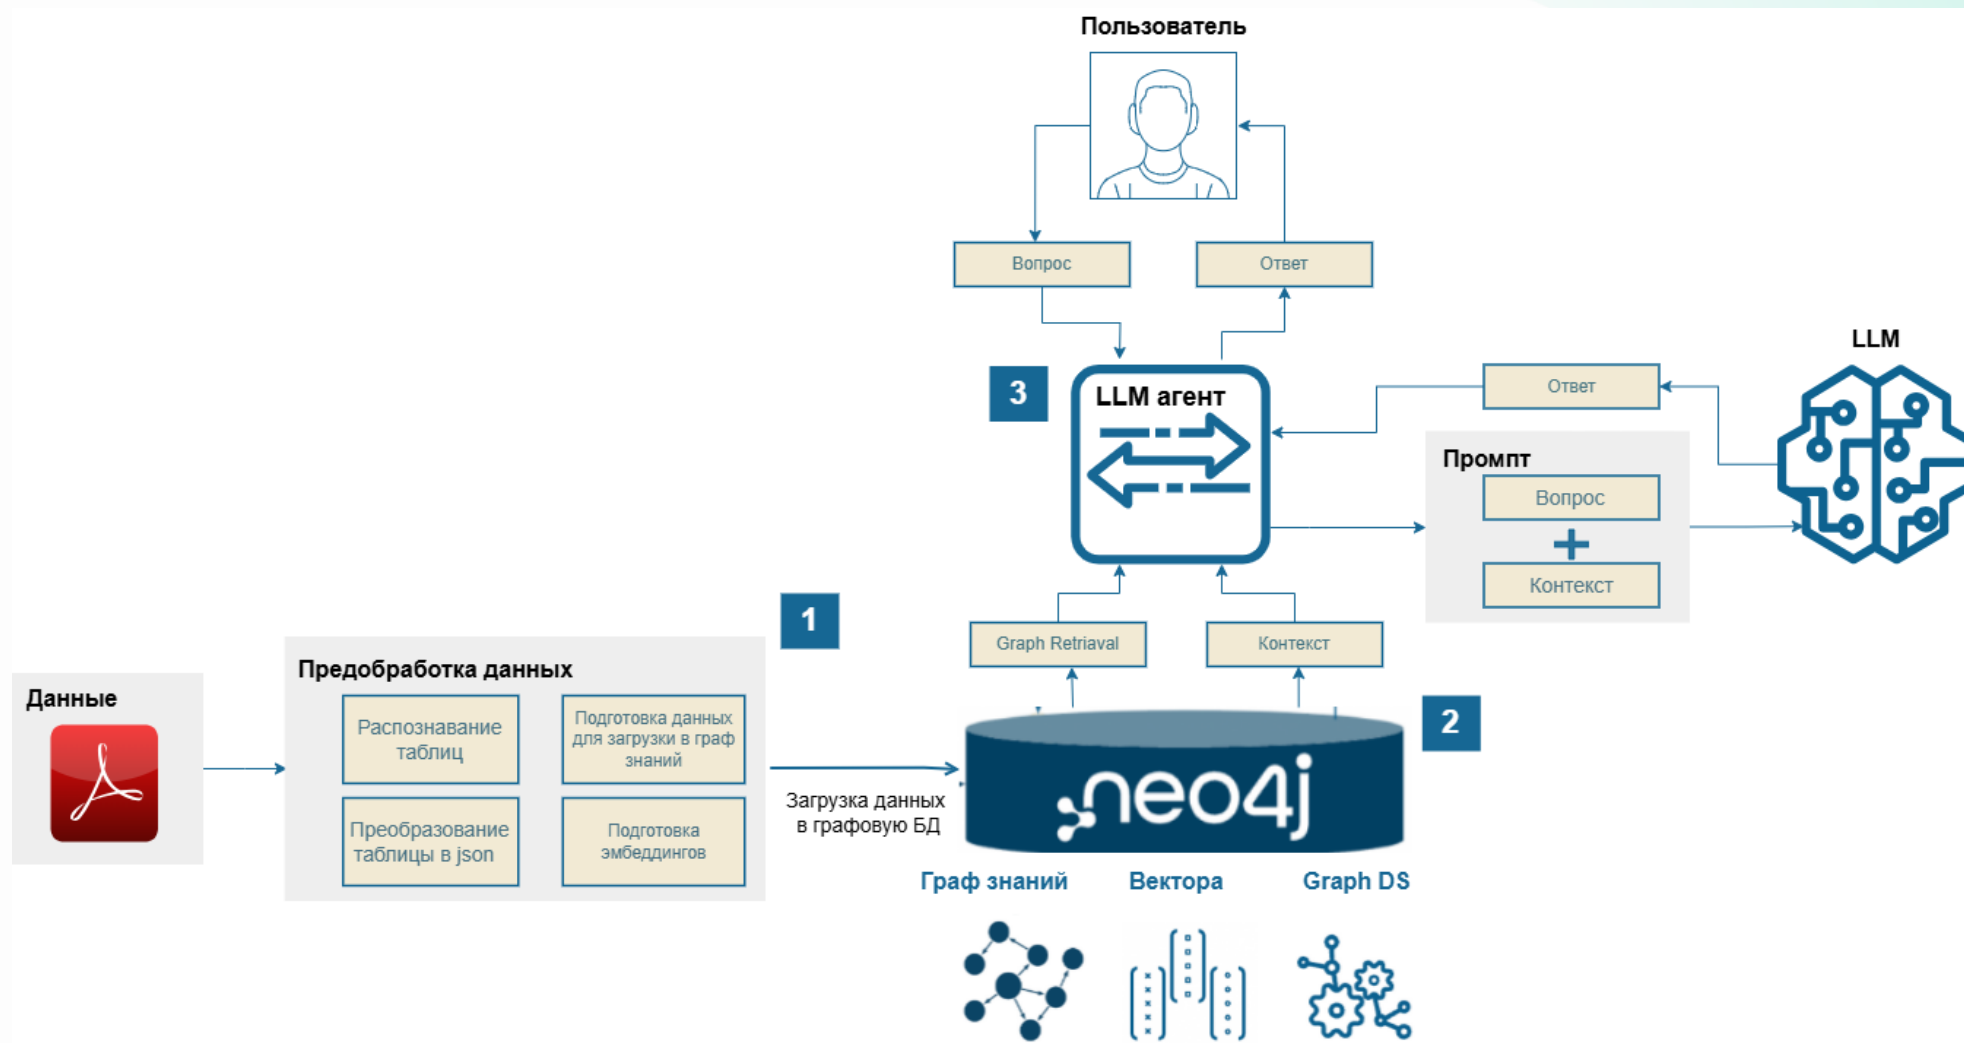 Пользователь
Вопрос
Ответ
3
LLM агент
LLM
Ответ
Промпт
Вопрос
+
Контекст
1
Graph Retriaval
Контекст
Предобработка данных
Данные
Распознавание
таблиц
Подготовка данных
для загрузки в граф
знаний
Преобразование
таблицы в json
Подготовка
эмбеддингов
Загрузка данных
в графовую БД
2
neo4j
Граф знаний
Вектора
Graph DS